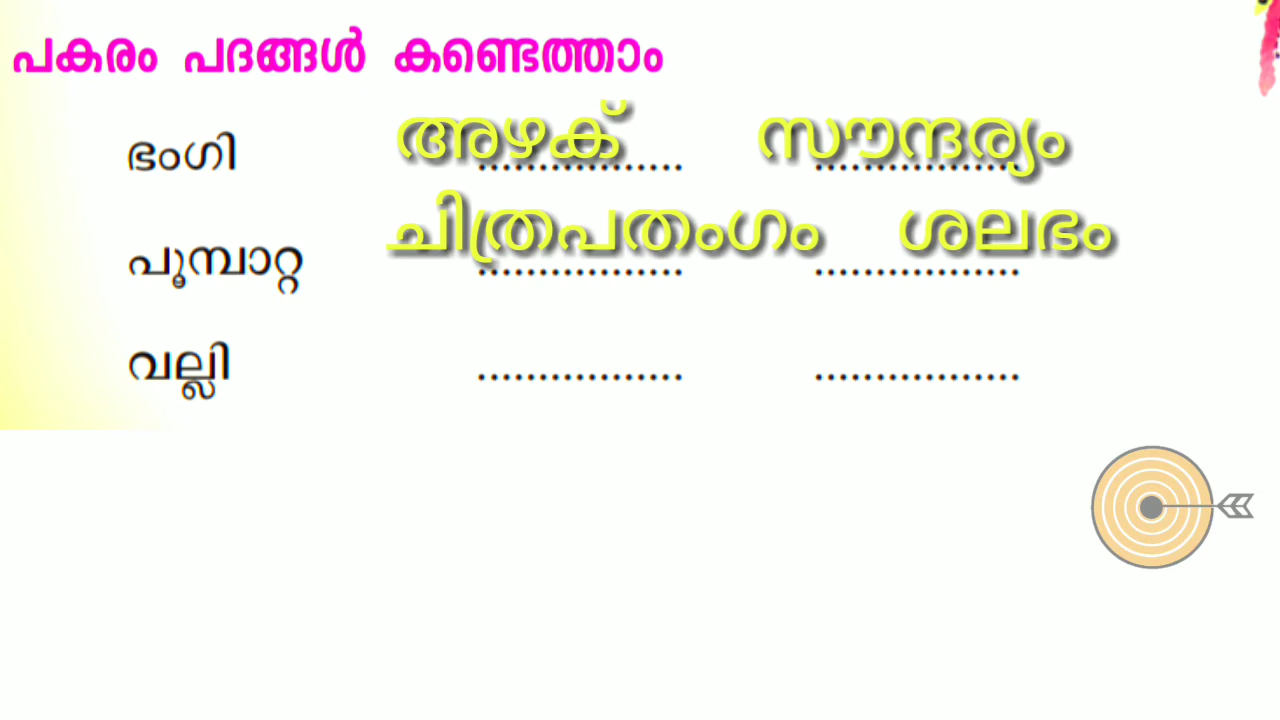 പകരം പദങ്ങൾ കണ്ടെത്താം
ഭംഗി അഴക് സൗന്ദര്യം
പൂമ്പാറ്റ ചിത്രപതംഗം ശലഭം
വല്ലി ................. .................